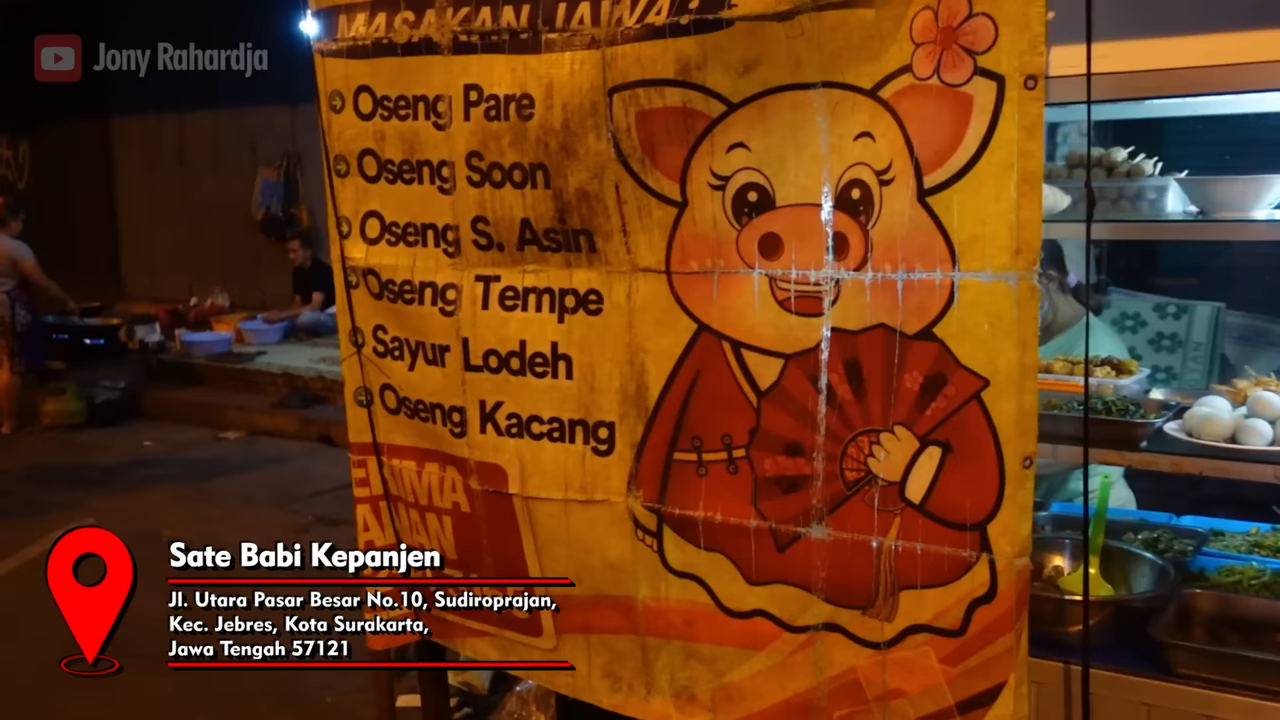 Jony Rahardja
MASAKAN JAWA:
Oseng Pare
Oseng Soon
Oseng S. Asin
Oseng Tempe
Sayur Lodeh
Oseng Kacang
Sate Babi Kepanjen
Jl. Utara Pasar Besar No.10, Sudiroprajan,
Kec. Jebres, Kota Surakarta,
Jawa Tengah 57121